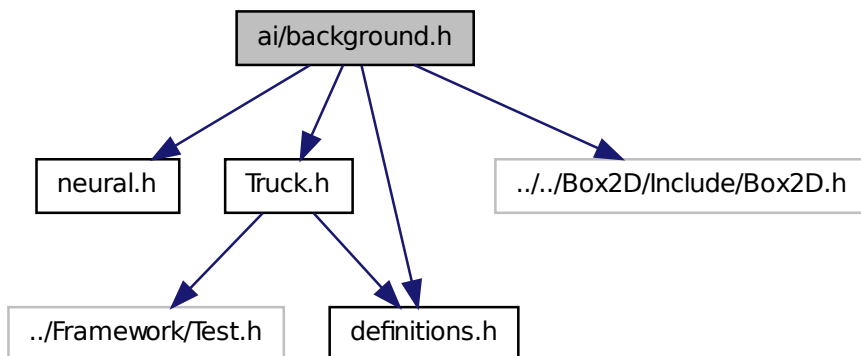 ai/background.h
neural.h
Truck.h
../../Box2D/Include/Box2D.h
../Framework/Test.h
definitions.h